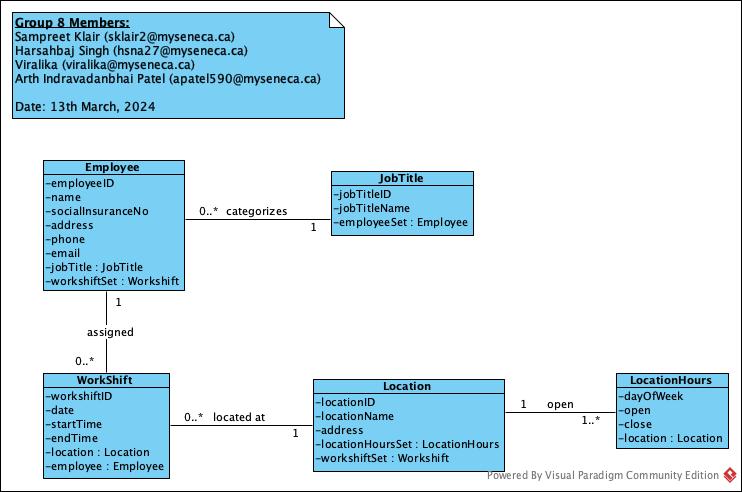 Group 8 Members:
Sampreet Klair (sklair2@myseneca.ca)
Harsahbaj Singh (hsna27@myseneca.ca)
Viralika (viralika@myseneca.ca)
Arth Indravadanbhai Patel (apatel590@myseneca.ca)
Date: 13th March, 2024
Employee
-employeeID
-name
-socialInsuranceNo
-address
-phone
-email
-jobTitle : JobTitle
-workshiftSet : Workshift
0..* categorizes
1
JobTitle
-jobTitleID
-jobTitleName
-employeeSet : Employee
1
assigned
0..*
WorkShift
-workshiftID
-date
-startTime
-endTime
-location : Location
-employee : Employee
0..* located at
1
Location
-locationID
-locationName
-address
-locationHoursSet : LocationHours
-workshiftSet : Workshift
1 open
1..*
LocationHours
-dayOfWeek
-open
-close
-location : Location
Powered By Visual Paradigm Community Edition